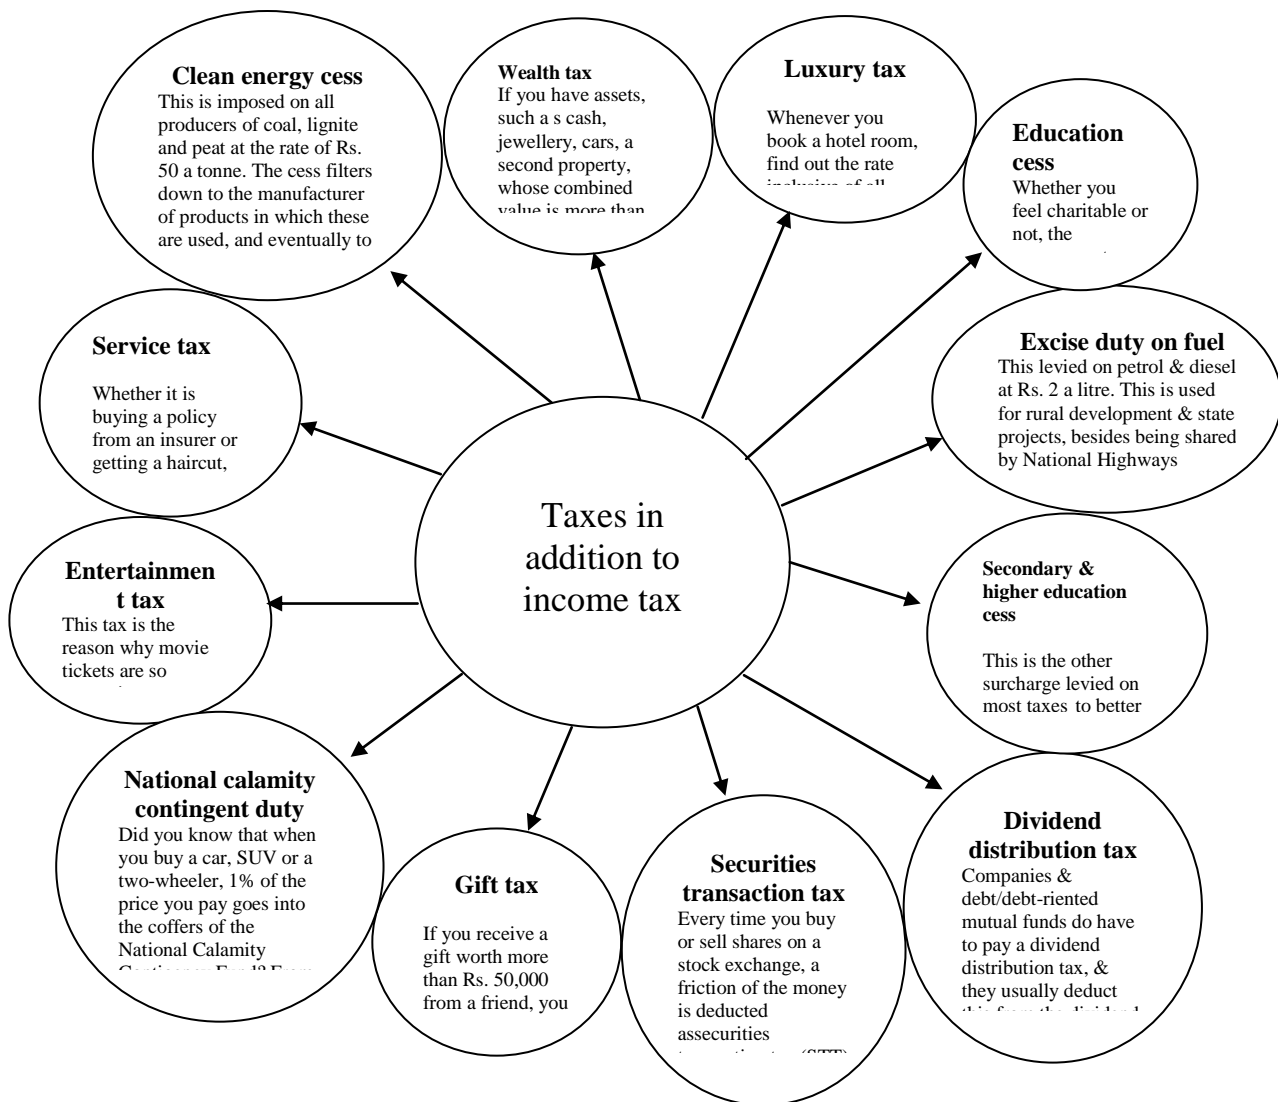 Clean energy cess
This is imposed on all
producers of coal, lignite
and peat at the rate of Rs.
50 a tonne. The cess filters
down to the manufacturer
of products in which these
are used, and eventually to
Wealth tax
If you have assets,
such a s cash,
jewellery, cars, a
second property,
whose combined
value is more than
Luxury tax
Whenever you
book a hotel room,
find out the rate
inclusive of all
Education
cess
Whether you
feel charitable or
not, the
Service tax
Whether it is
buying a policy
from an insurer or
getting a haircut,
Excise duty on fuel
This levied on petrol & diesel
at Rs. 2 a litre. This is used
for rural development & state
projects, besides being shared
by National Highways
Taxes in
addition to
income tax
Entertainmen
t tax
This tax is the
reason why movie
tickets are so
Secondary &
higher education
cess
This is the other
surcharge levied on
most taxes to better
National calamity
contingent duty
Did you know that when
you buy a car, SUV or a
two-wheeler, 1% of the
price you pay goes into
the coffers of the
National Calamity
Gift tax
If you receive a
gift worth more
than Rs. 50,000
from a friend, you
Securities
transaction tax
Every time you buy
or sell shares on a
stock exchange, a
friction of the money
is deducted
assecurities
Dividend
distribution tax
Companies &
debt/debt-riented
mutual funds do have
to pay a dividend
distribution tax, &
they usually deduct
this from the dividend